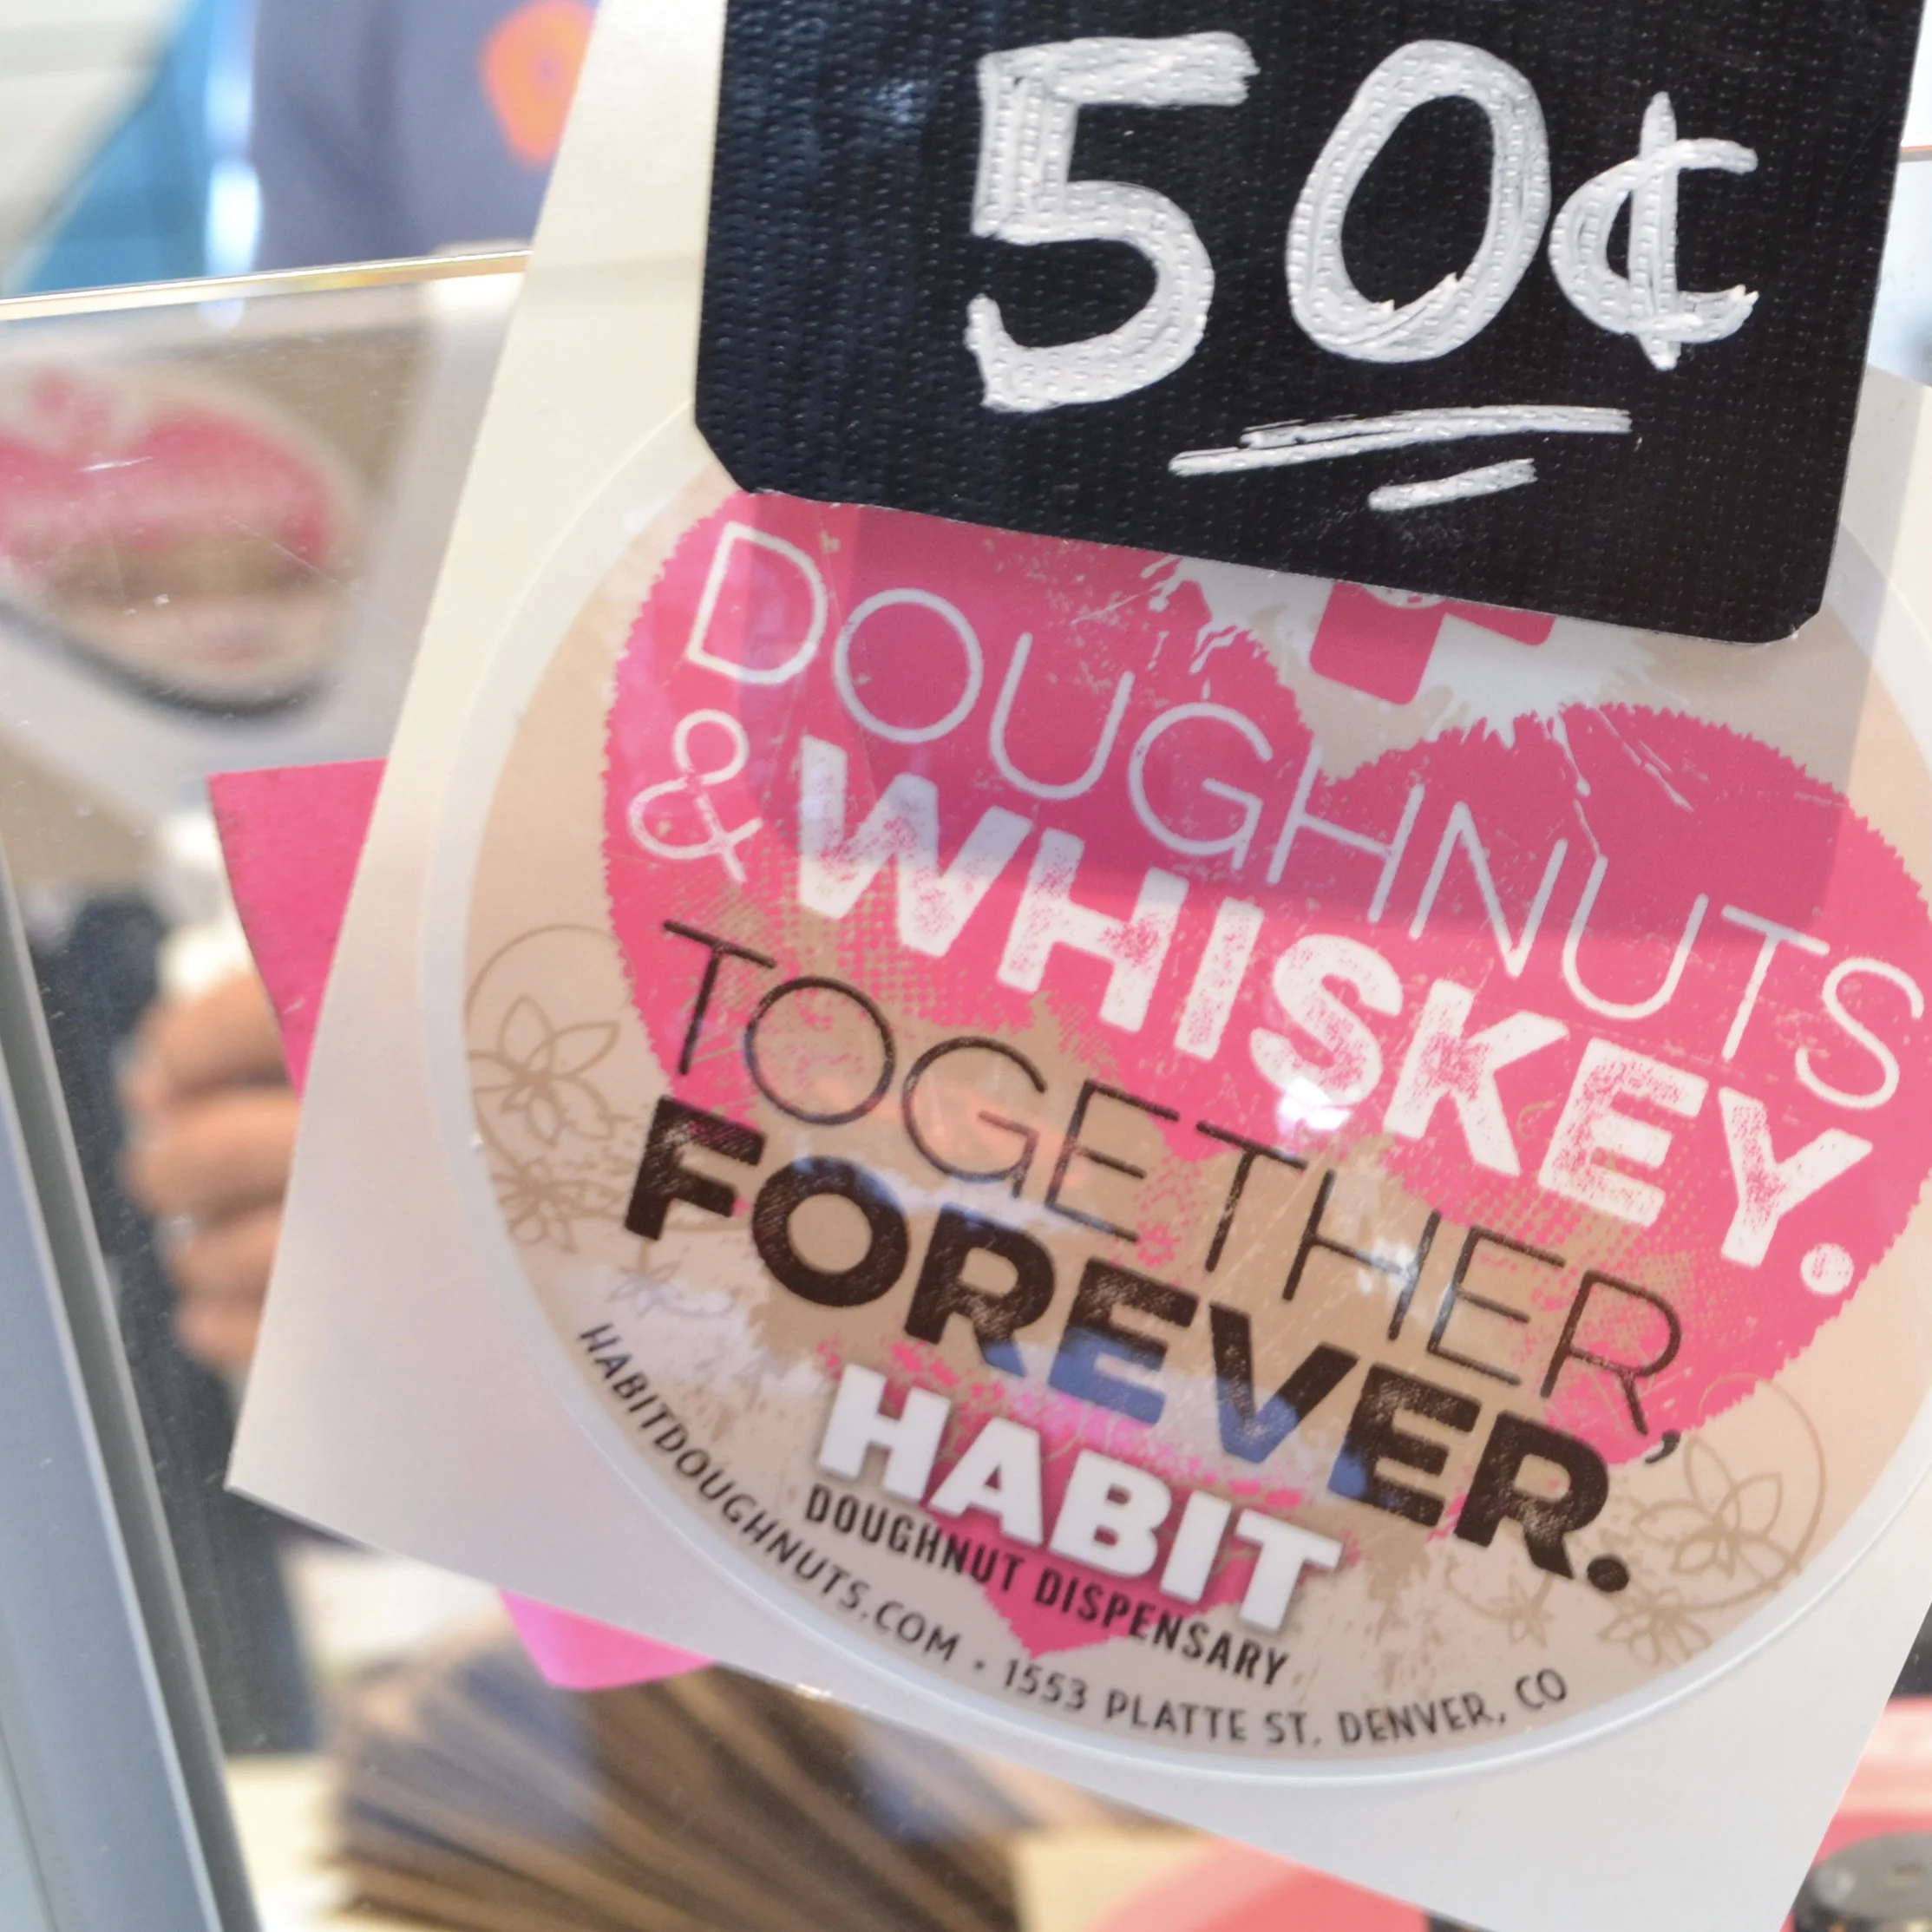 50¢
DOUGHNUTS
& WHISKEY.
TOGETHER,
FOREVER.
HABIT
DOUGHNUT DISPENSARY
HABITDOUGHNUTS.COM • 1553 PLATTE ST. DENVER, CO